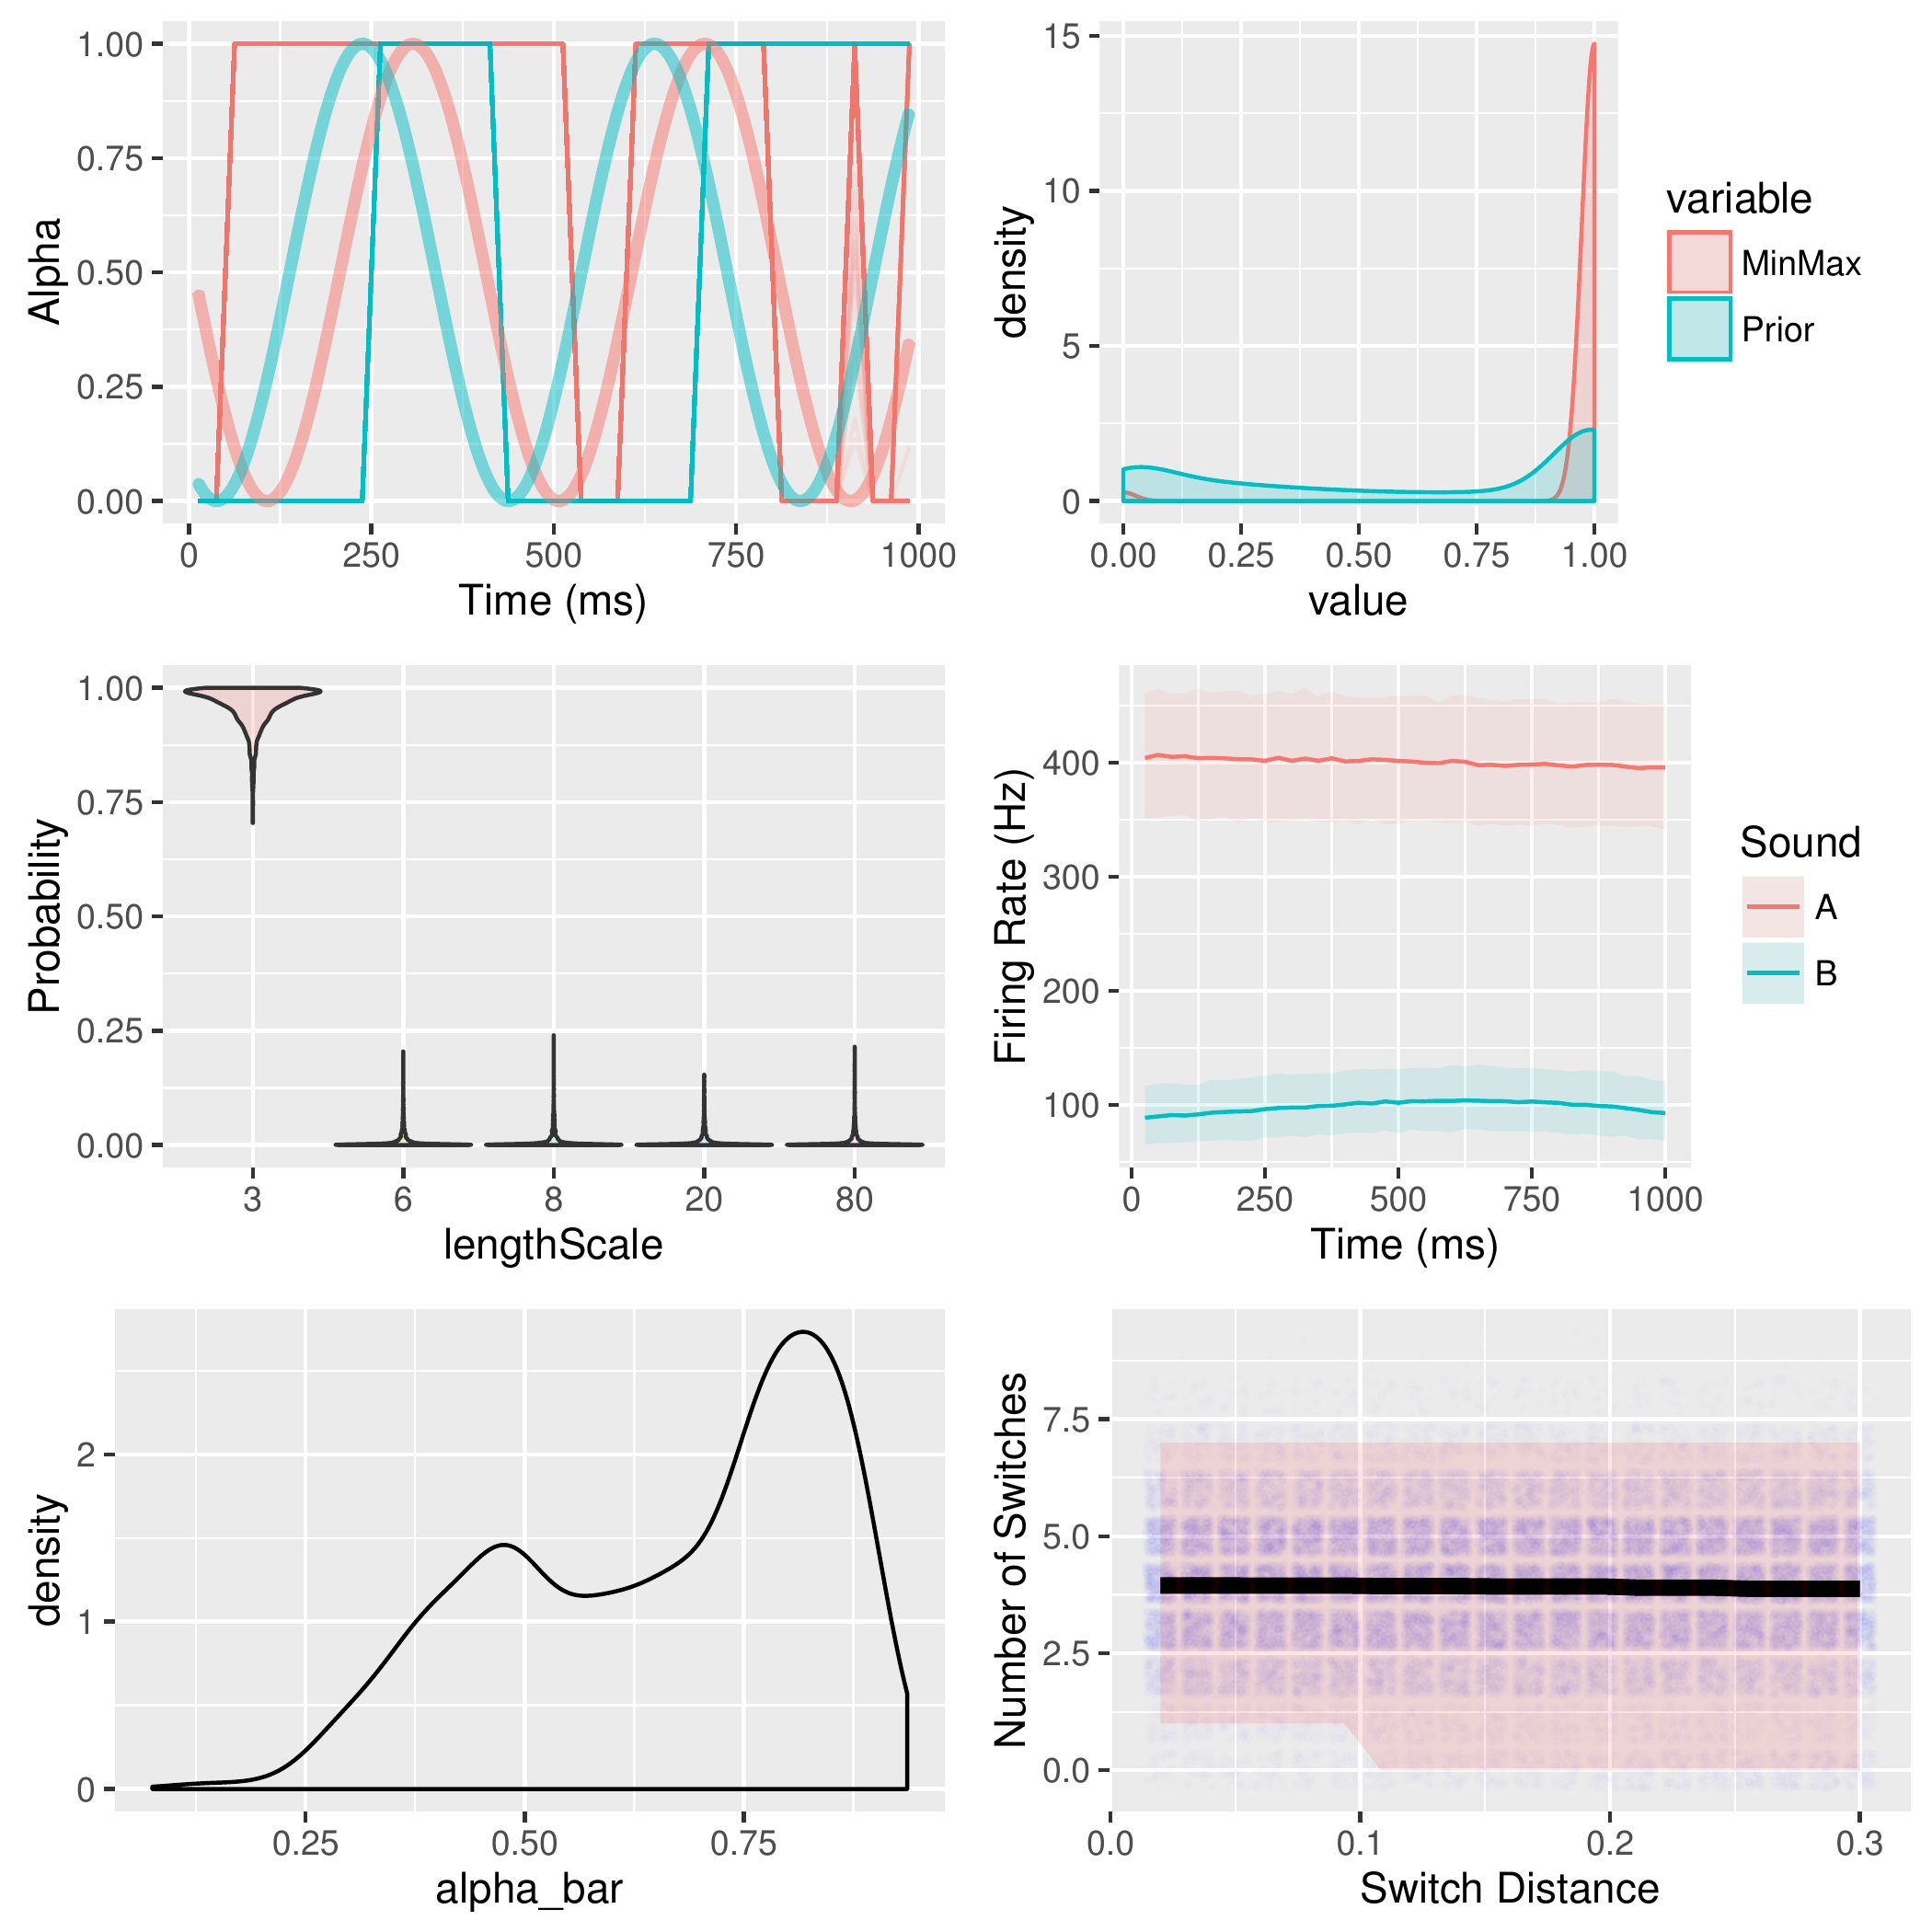 1.00
0.75
0.50
0.25
0.00
Alpha
0 250 500 750 1000
Time (ms)
15
10
5
0
density
0.00 0.25 0.50 0.75 1.00
value
variable
MinMax
Prior
1.00
0.75
0.50
0.25
0.00
Probability
3 6 8 20 80
lengthScale
400
300
200
100
Firing Rate (Hz)
0 250 500 750 1000
Time (ms)
Sound
A
B
2
1
0
density
0.25 0.50 0.75
alpha_bar
7.5
5.0
2.5
0.0
Number of Switches
0.0 0.1 0.2 0.3
Switch Distance